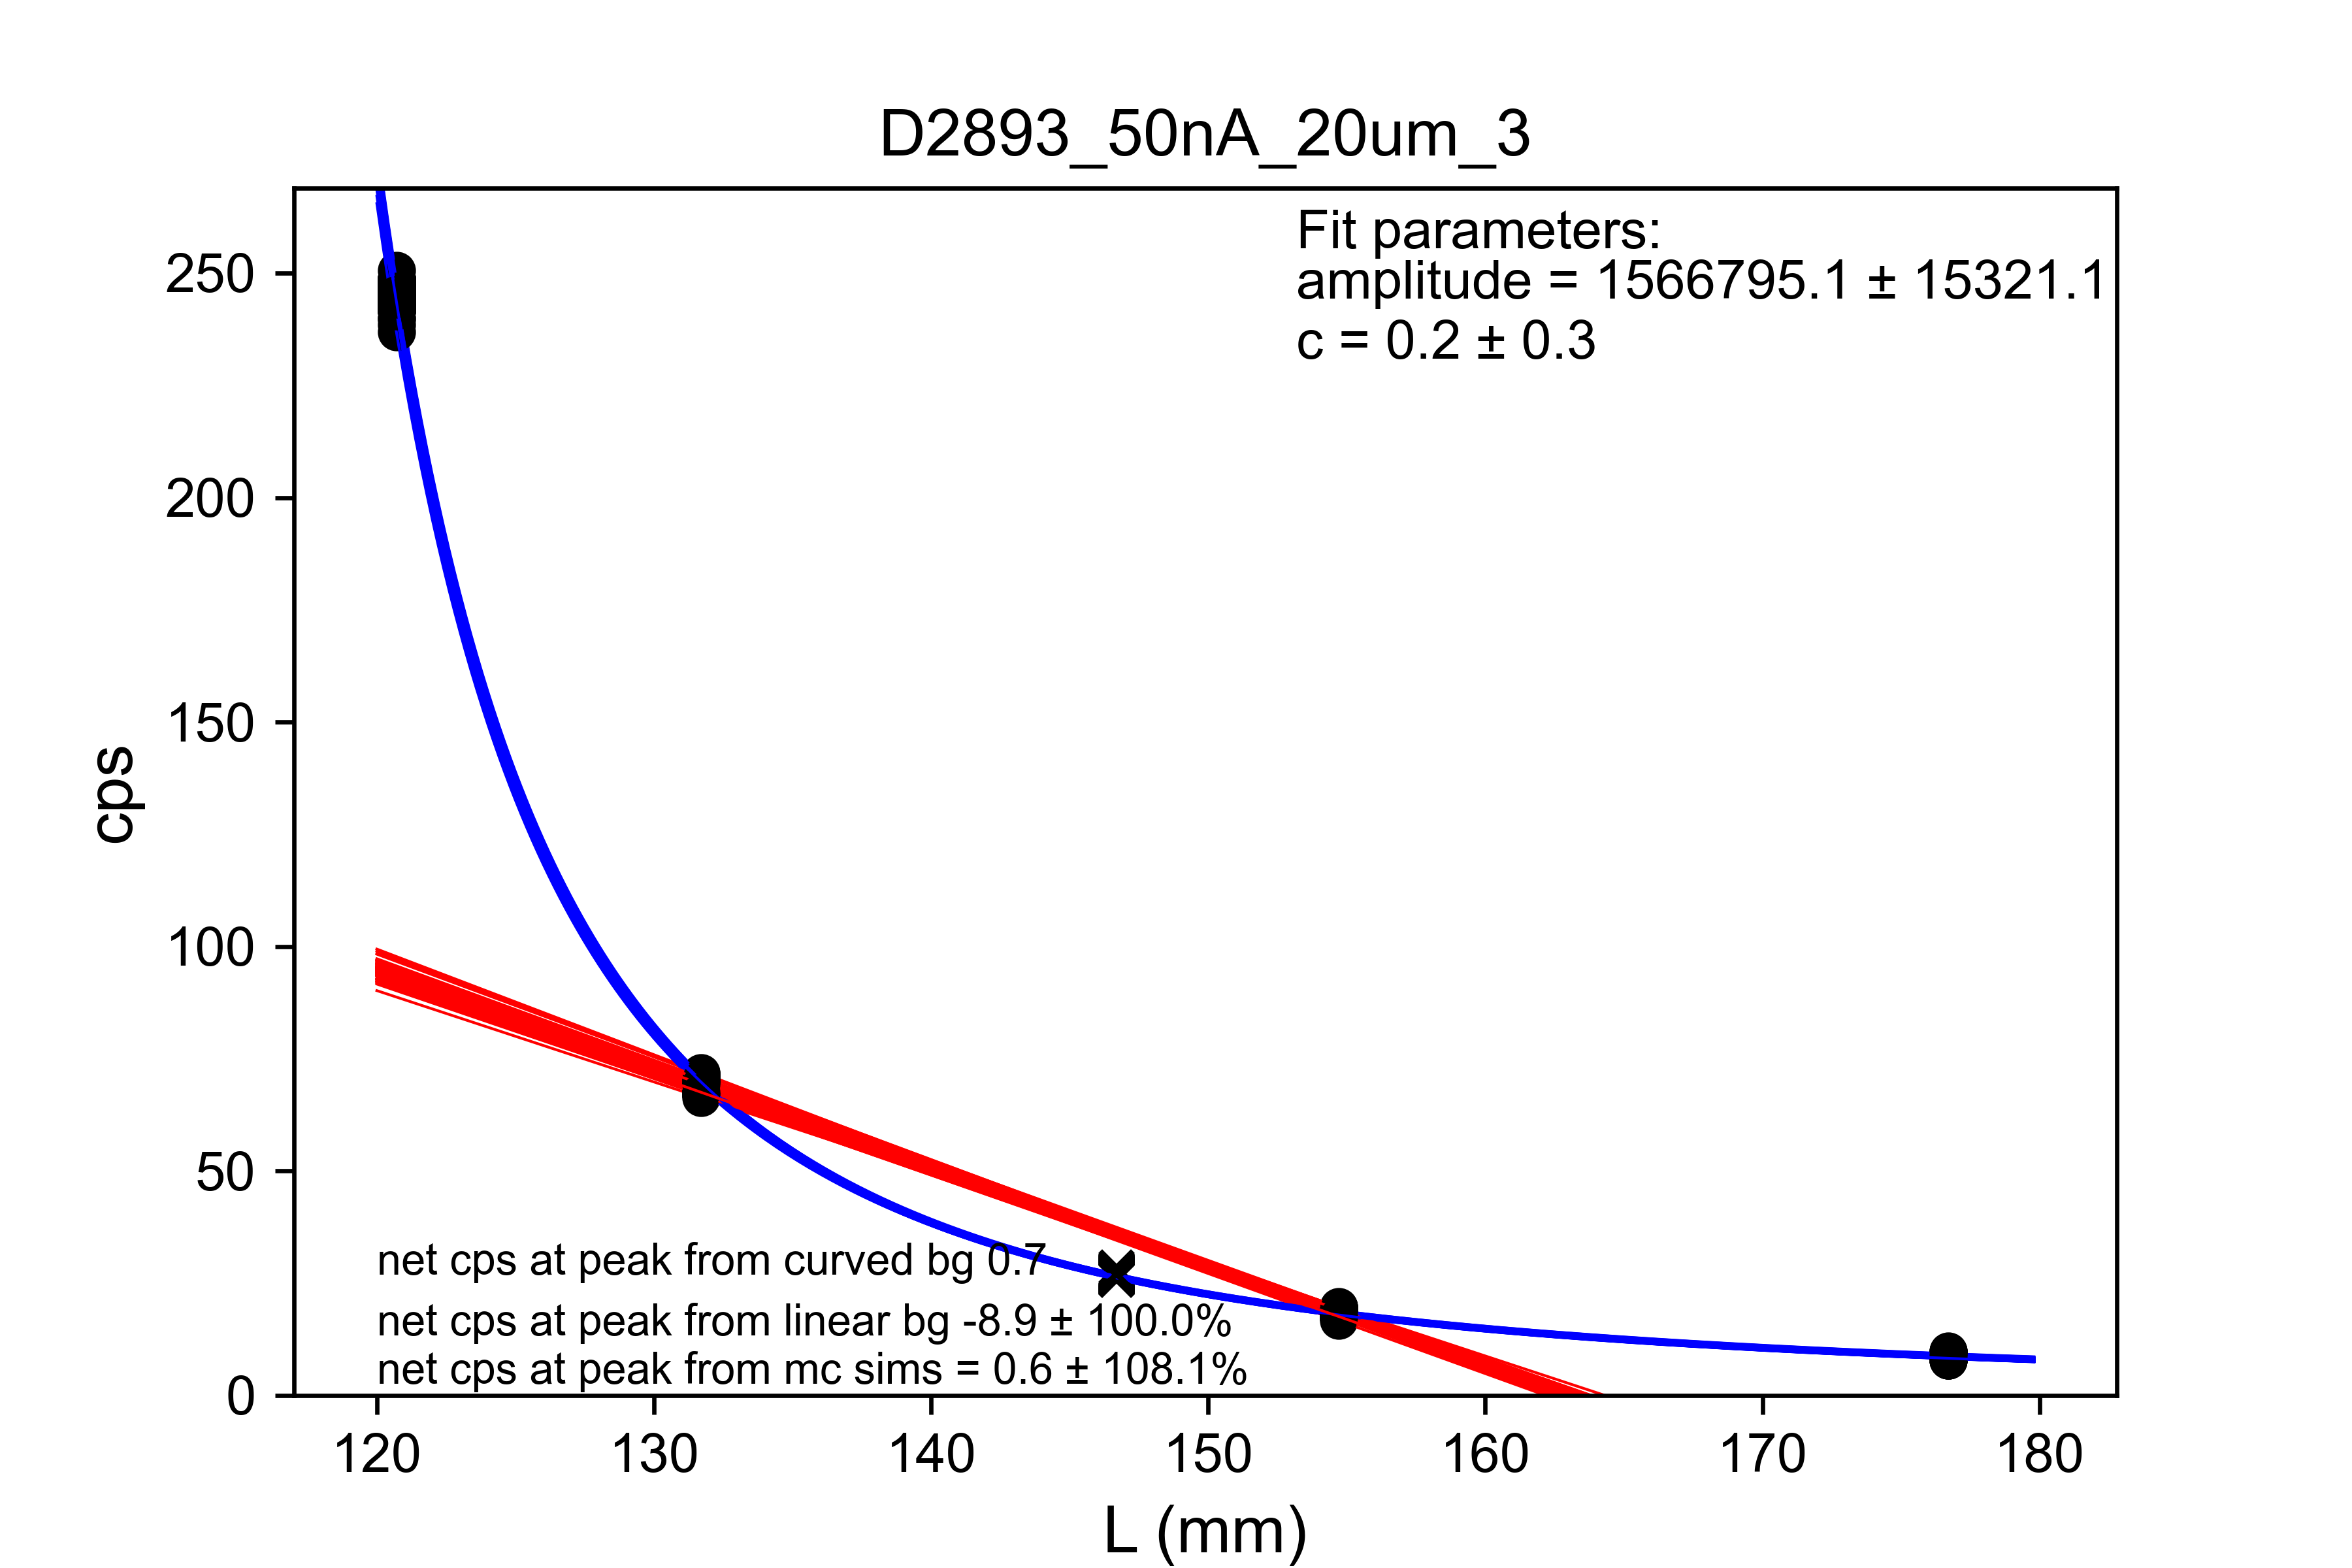 D2893_50nA_20um_3
Fit parameters:
amplitude = 1566795.1 ± 15321.1
c = 0.2 ± 0.3
250
200
150
100
50
0
cps
net cps at peak from curved bg 0.7
net cps at peak from linear bg -8.9 ± 100.0%
net cps at peak from mc sims = 0.6 ± 108.1%
120 130 140 150 160 170 180
L (mm)